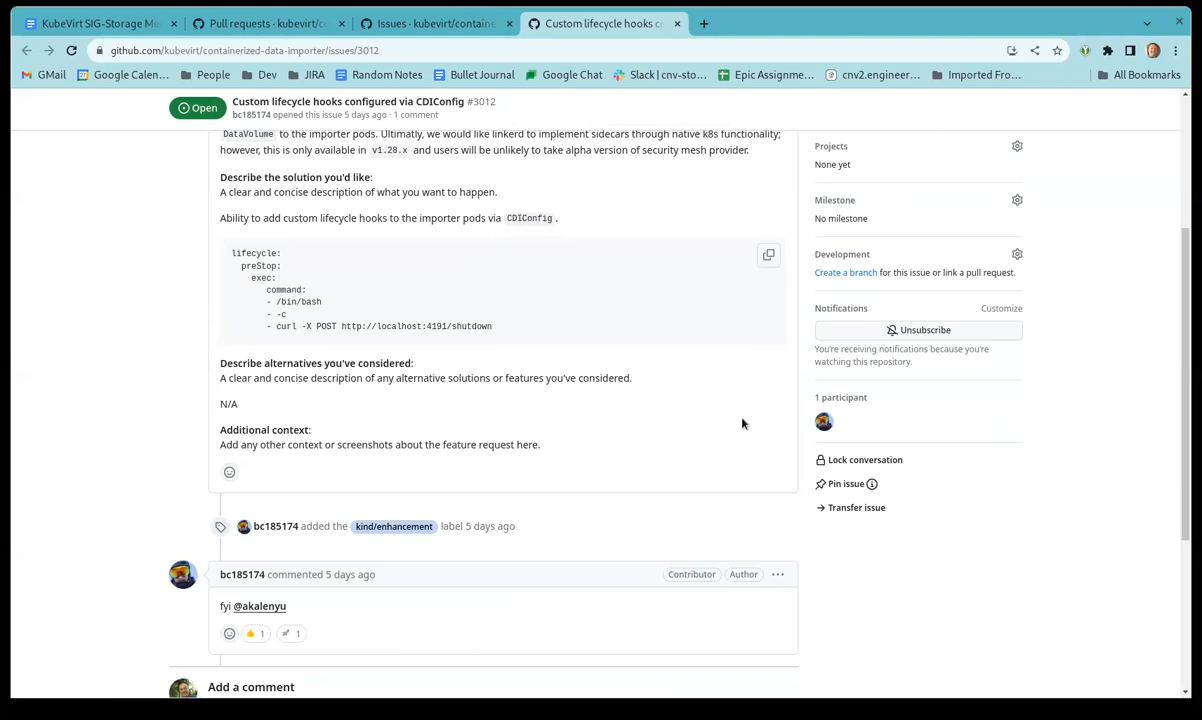 KubeVirt SIG-Storage Me
Pull requests · kubevirt/co
Issues · kubevirt/containe
Custom lifecycle hooks c
github.com/kubevirt/containerized-data-importer/issues/3012
GMail
Google Calen...
People
Dev
JIRA
Random Notes
Bullet Journal
Google Chat
Slack | cnv-sto...
Epic Assignme...
cnv2.engineer...
Imported Fro...
All Bookmarks
Open
Custom lifecycle hooks configured via CDIConfig #3012
bc185174 opened this issue 5 days ago · 1 comment
DataVolume to the importer pods. Ultimatly, we would like linkerd to implement sidecars through native k8s functionality;
however, this is only available in v1.28.x and users will be unlikely to take alpha version of security mesh provider.
Describe the solution you'd like:
A clear and concise description of what you want to happen.
Ability to add custom lifecycle hooks to the importer pods via CDIConfig.
lifecycle:
preStop:
exec:
command:
- /bin/bash
- -c
- curl -X POST http://localhost:4191/shutdown
Describe alternatives you've considered:
A clear and concise description of any alternative solutions or features you've considered.
N/A
Additional context:
Add any other context or screenshots about the feature request here.
bc185174 added the kind/enhancement label 5 days ago
bc185174 commented 5 days ago
Contributor
Author
fyi @akalenyu
1
1
Add a comment
Projects
None yet
Milestone
No milestone
Development
Create a branch for this issue or link a pull request.
Notifications
Customize
Unsubscribe
You're receiving notifications because you're
watching this repository.
1 participant
Lock conversation
Pin issue
Transfer issue